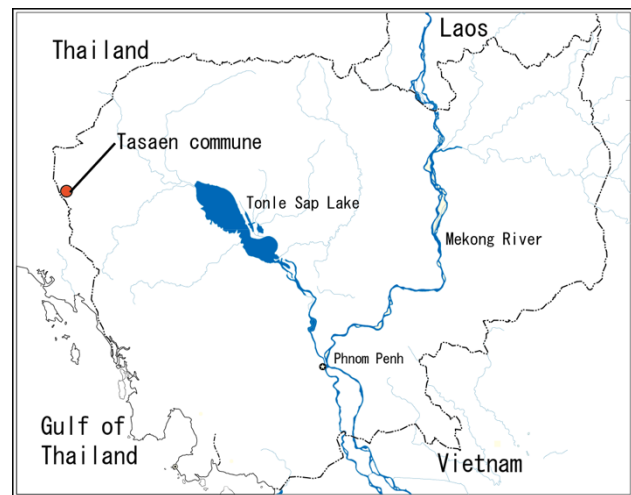 Laos
Thailand
Tasaen commune
Tonle Sap Lake
Mekong River
Phnom Penh
Gulf of
Thailand
Vietnam